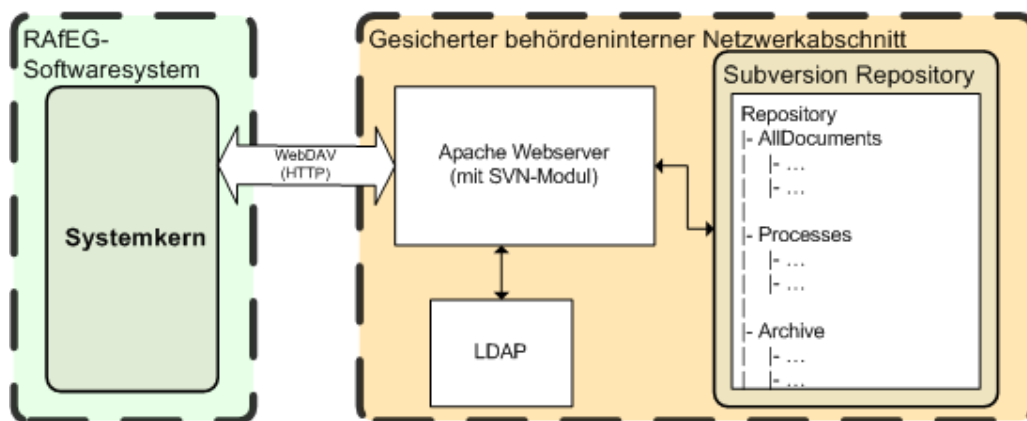 RAfEG-
Softwaresystem
Systemkern
WebDAV
(HTTP)
Gesicherter behördeninterner Netzwerkabschnitt
Apache Webserver
(mit SVN-Modul)
LDAP
Subversion Repository
Repository
|- AllDocuments
|    |- ...
|    |- ...
|
|- Processes
|    |- ...
|    |- ...
|
|- Archive
|    |- ...
|    |- ...